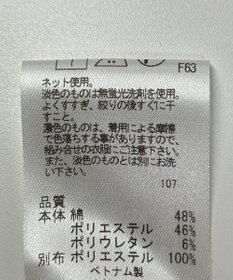 F63
ネット使用。
淡色のものは無蛍光洗剤を使用。
よくすすぎ、絞りの後すぐに干
すこと。
濃色のものは、着用による摩擦
で色落ちする事がありますので、
組み合せの衣服にご注意下さい。
また、淡色のものとは別にお洗
い下さい。
107
品質
本体 綿 48%
ポリエステル 46%
ポリウレタン 6%
別布 ポリエステル 100%
ベトナム製